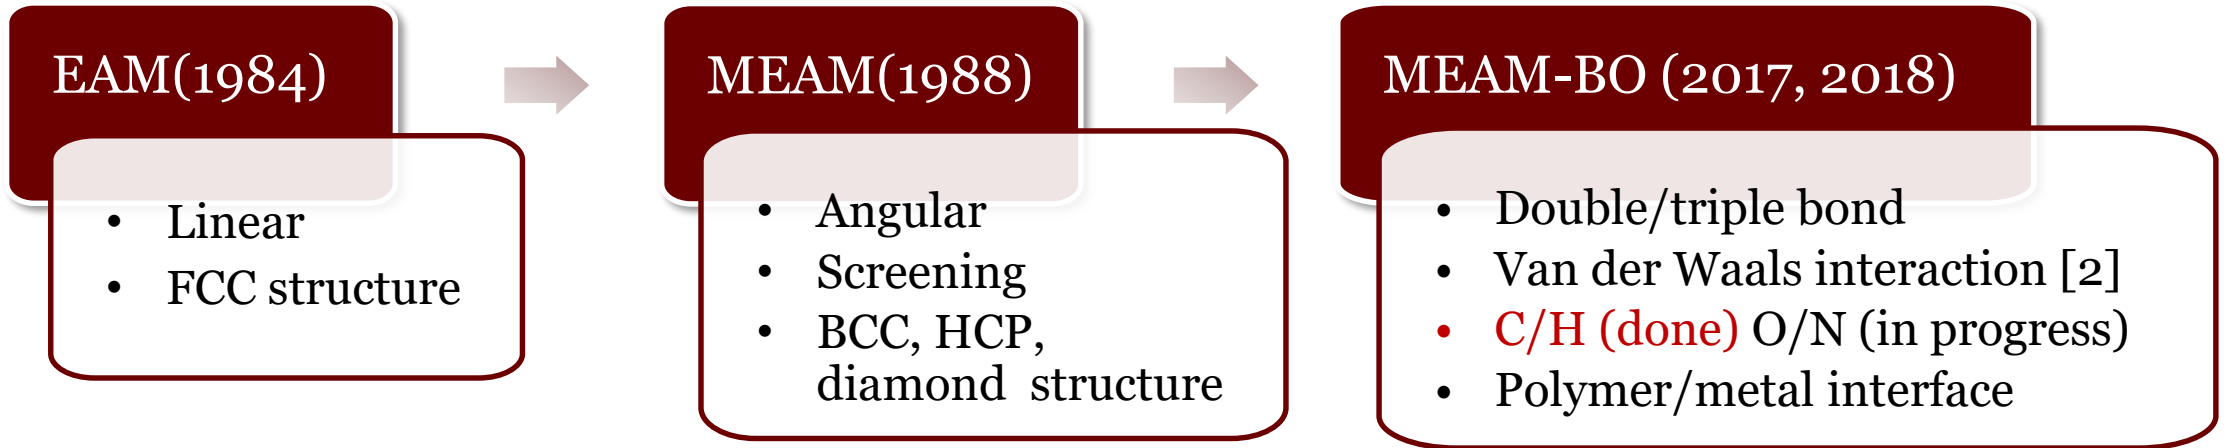 EAM(1984)
• Linear
• FCC structure
MEAM(1988)
• Angular
• Screening
• BCC, HCP,
diamond structure
MEAM-BO (2017, 2018)
• Double/triple bond
• Van der Waals interaction [2]
• C/H (done) O/N (in progress)
• Polymer/metal interface